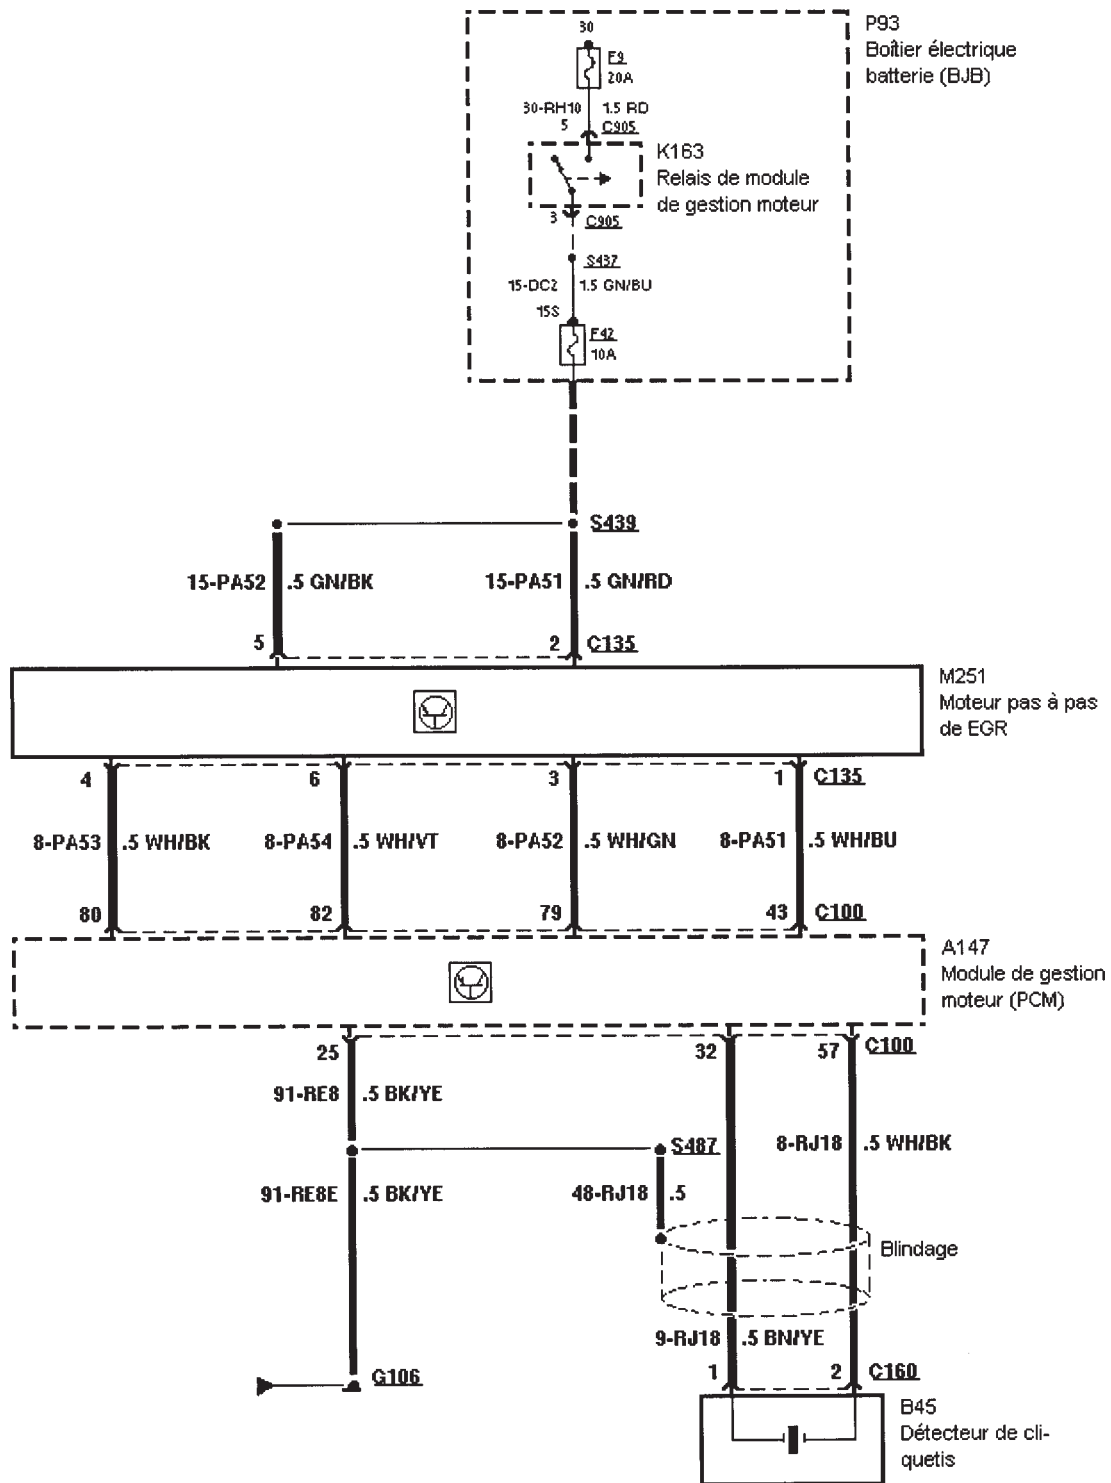 P93
Boîtier électrique
batterie (BJB)
30
F9
20A
30-RH10 1.5 RD
5 C905
K163
Relais de module
de gestion moteur
3 C905
S437
15-DC2 1.5 GN/BU
15S
F42
10A
S439
15-PA52 .5 GN/BK 15-PA51 .5 GN/RD
5 2 C135
M251
Moteur pas à pas
de EGR
4 6 3 1 C135
8-PA53 .5 WH/BK 8-PA54 .5 WH/VT 8-PA52 .5 WH/GN 8-PA51 .5 WH/BU
80 82 79 43 C100
A147
Module de gestion
moteur (PCM)
25 32 57 C100
91-RE8 .5 BK/YE
S487 8-RJ18 .5 WH/BK
91-RE8E .5 BK/YE 48-RJ18 .5
Blindage
9-RJ18 .5 BN/YE
G106 1 2 C160
B45
Détecteur de cli-
quetis